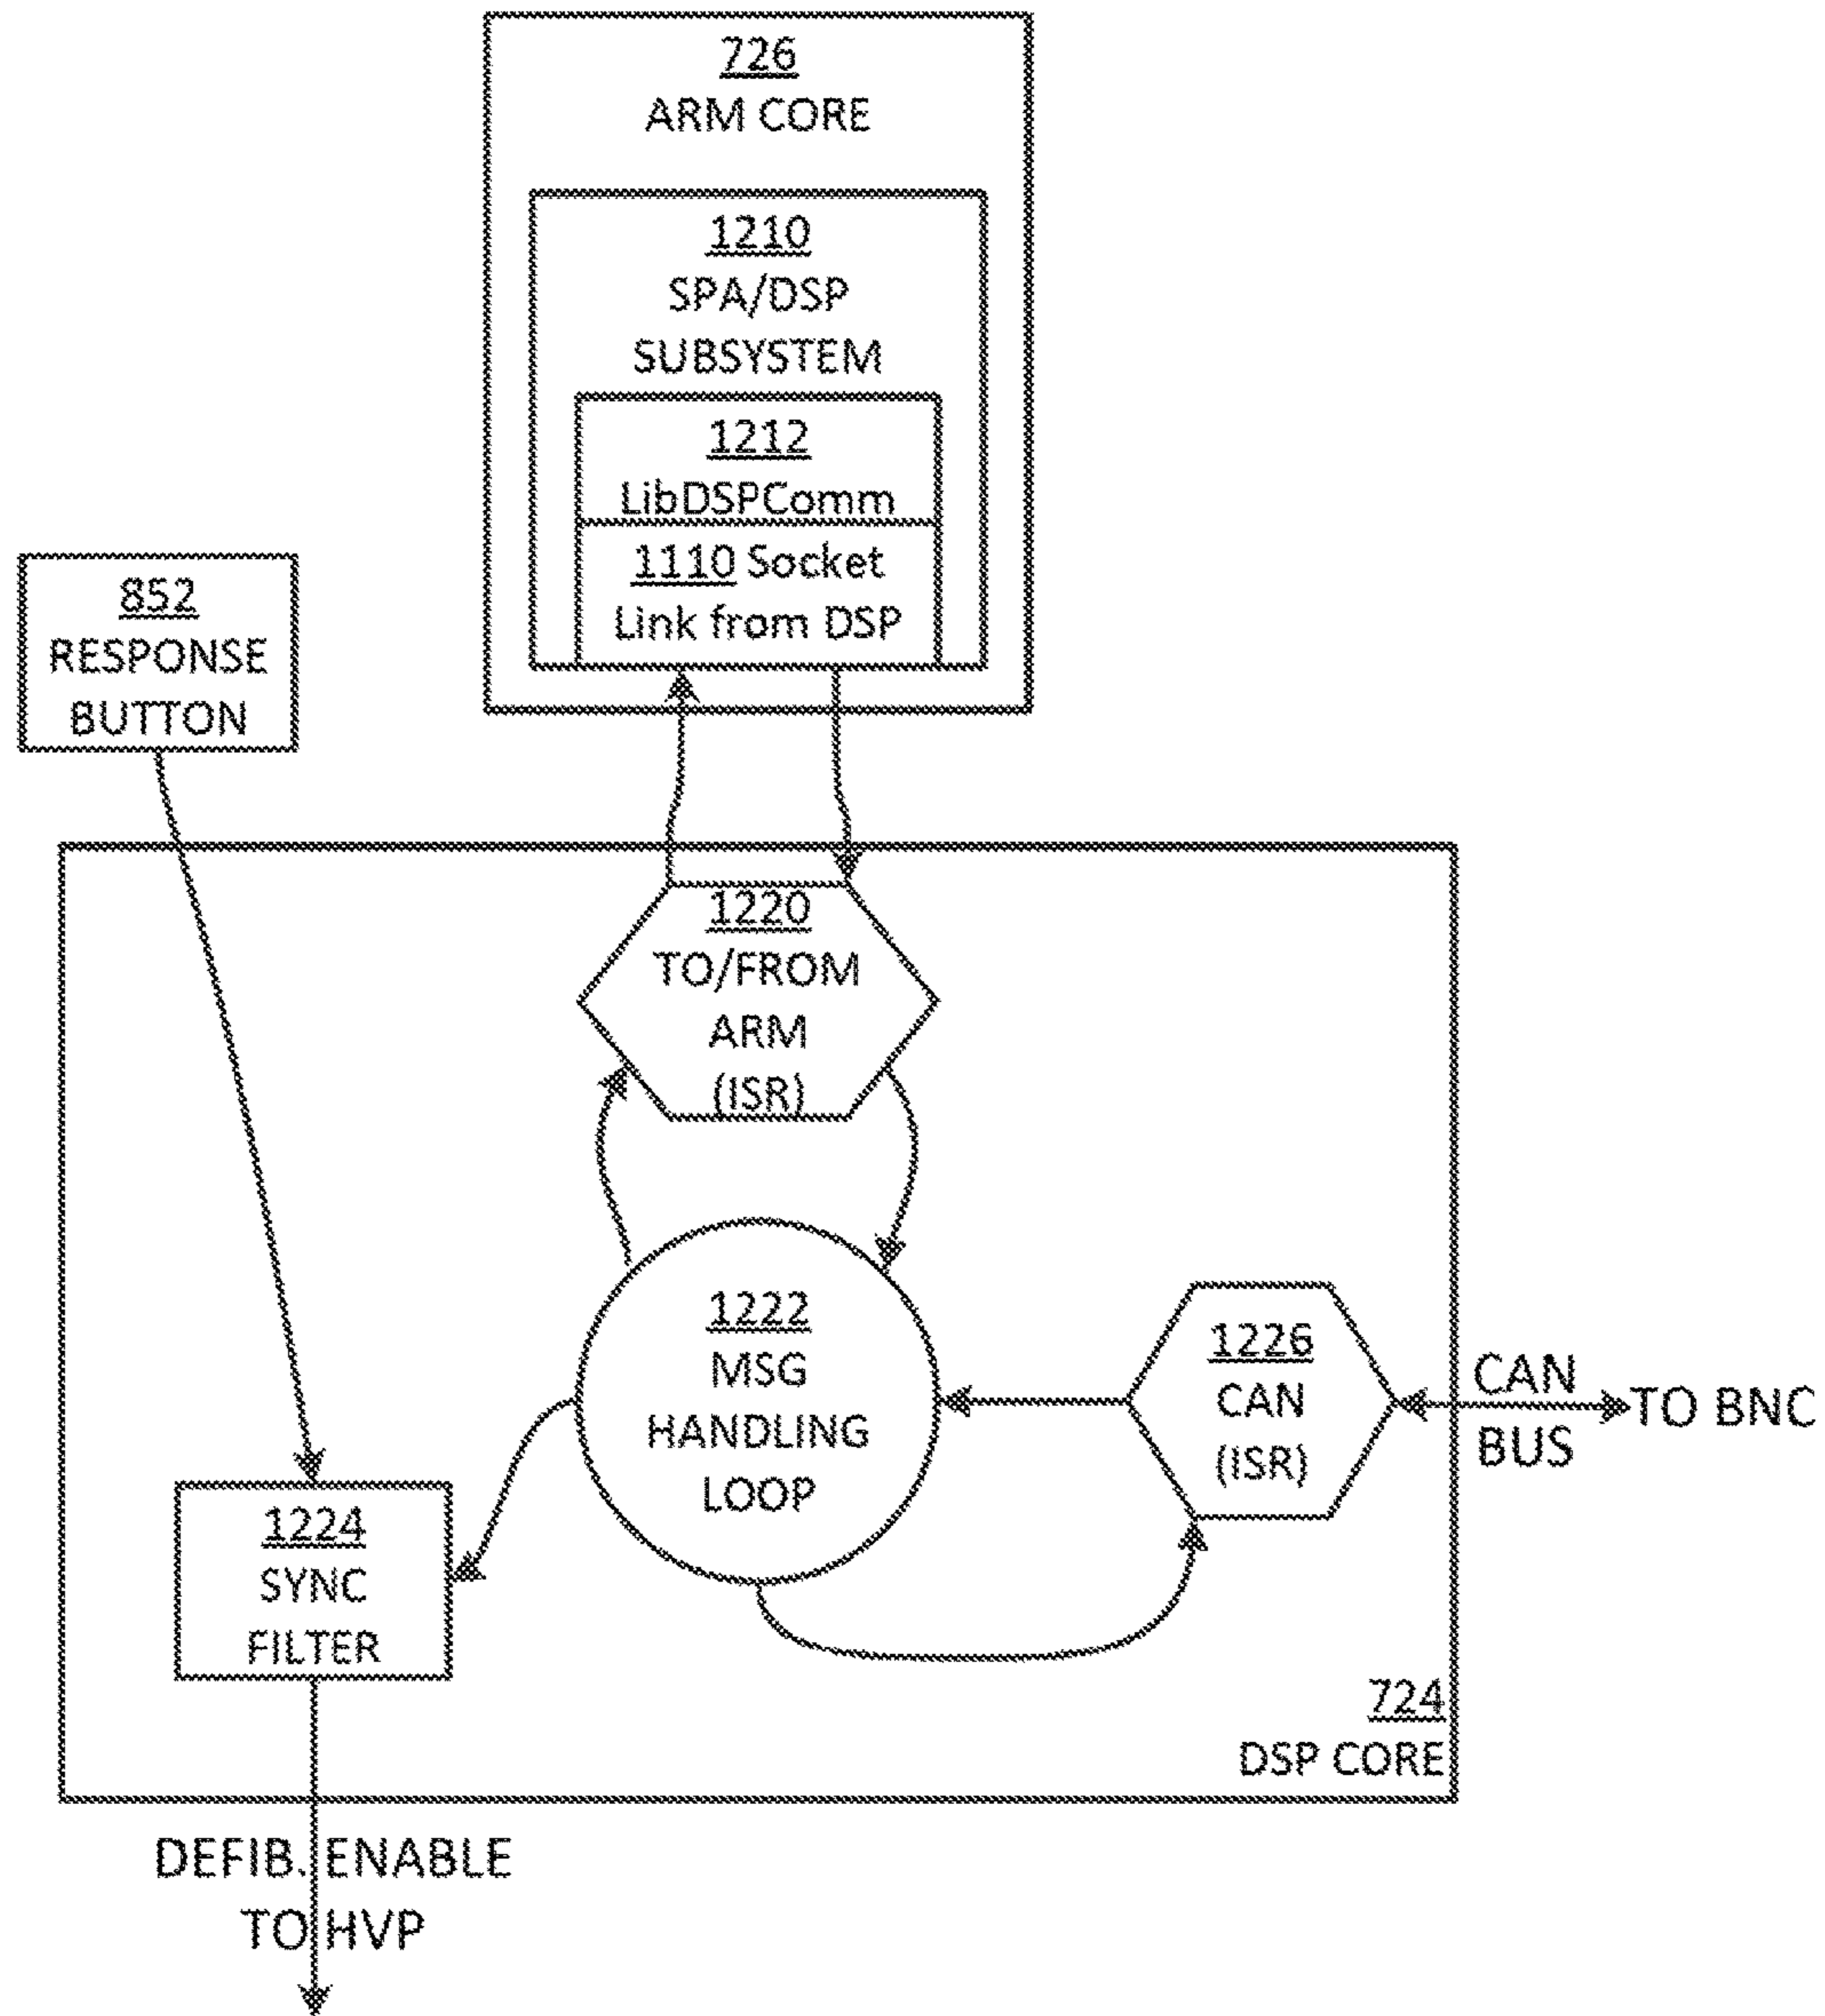 726
ARM CORE
1210
SPA/DSP
SUBSYSTEM
1212
LibDSPComm
1110 Socket
Link from DSP
852
RESPONSE
BUTTON
1220
TO/FROM
ARM
(ISR)
1222
MSG
HANDLING
LOOP
1226
CAN
(ISR)
CAN
BUS
TO BNC
1224
SYNC
FILTER
724
DSP CORE
DEFIB. ENABLE
TO HVP